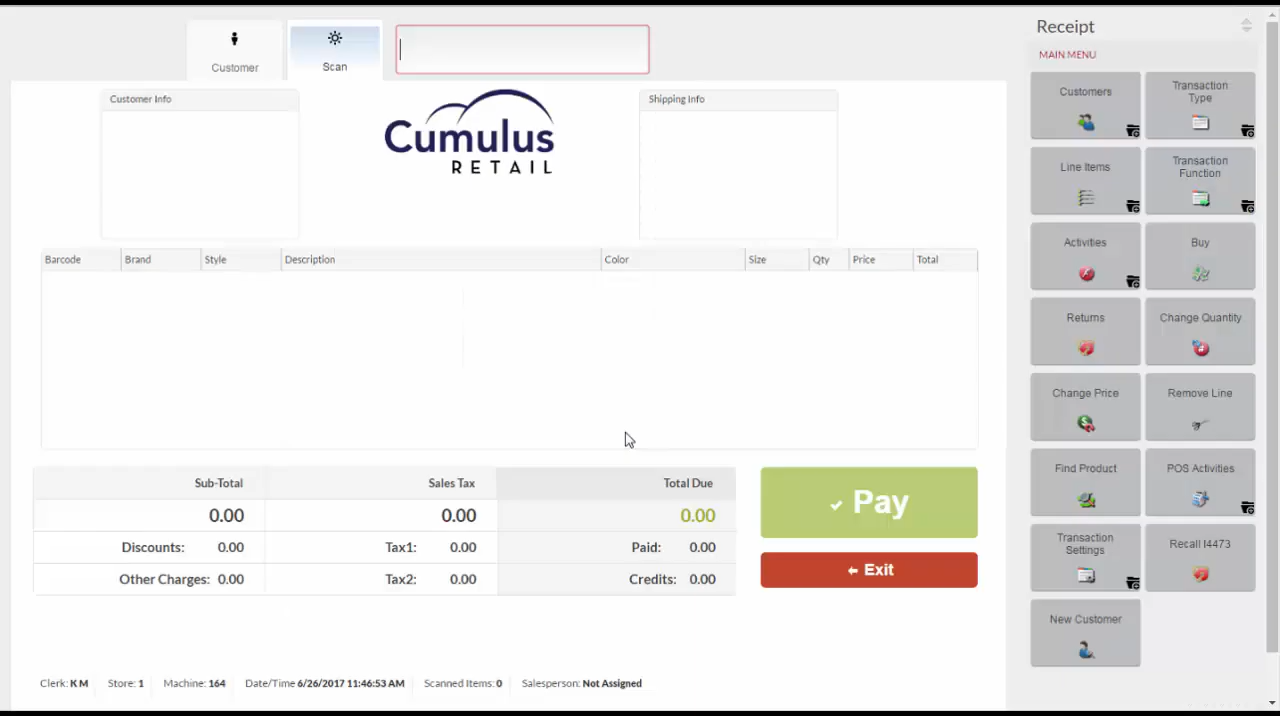 Customer
Scan
Receipt
MAIN MENU
Customer Info
Cumulus
RETAIL
Shipping Info
Customers
Transaction
Type
Line Items
Transaction
Function
Activities
Buy
Returns
Change Quantity
Change Price
Remove Line
Find Product
POS Activities
Transaction
Settings
Recall I4473
New Customer
Barcode Brand Style Description Color Size Qty Price Total
Sub-Total Sales Tax Total Due
0.00 0.00 0.00
Discounts: 0.00 Tax1: 0.00 Paid: 0.00
Other Charges: 0.00 Tax2: 0.00 Credits: 0.00
Pay
Exit
Clerk: K M Store: 1 Machine: 164 Date/Time 6/26/2017 11:46:53 AM Scanned Items: 0 Salesperson: Not Assigned